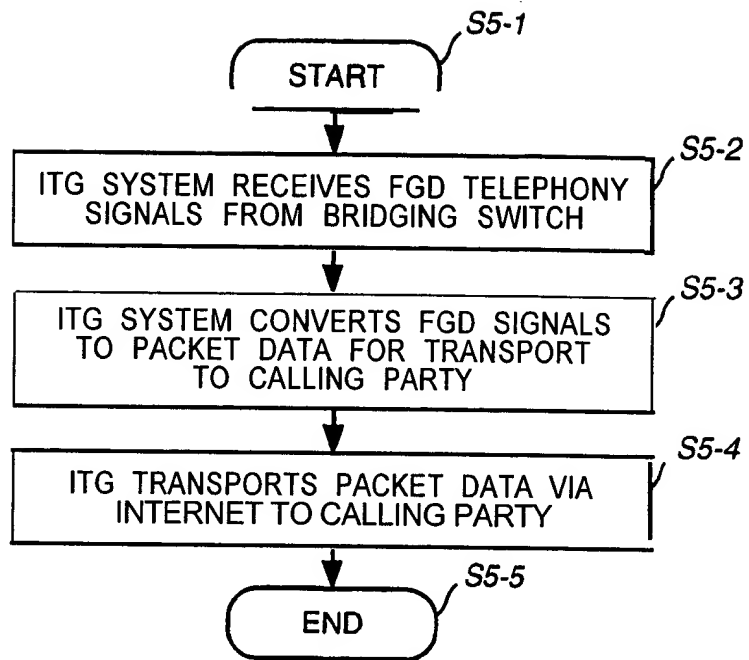 S5-1
START
S5-2
ITG SYSTEM RECEIVES FGD TELEPHONY
SIGNALS FROM BRIDGING SWITCH
S5-3
ITG SYSTEM CONVERTS FGD SIGNALS
TO PACKET DATA FOR TRANSPORT
TO CALLING PARTY
S5-4
ITG TRANSPORTS PACKET DATA VIA
INTERNET TO CALLING PARTY
S5-5
END